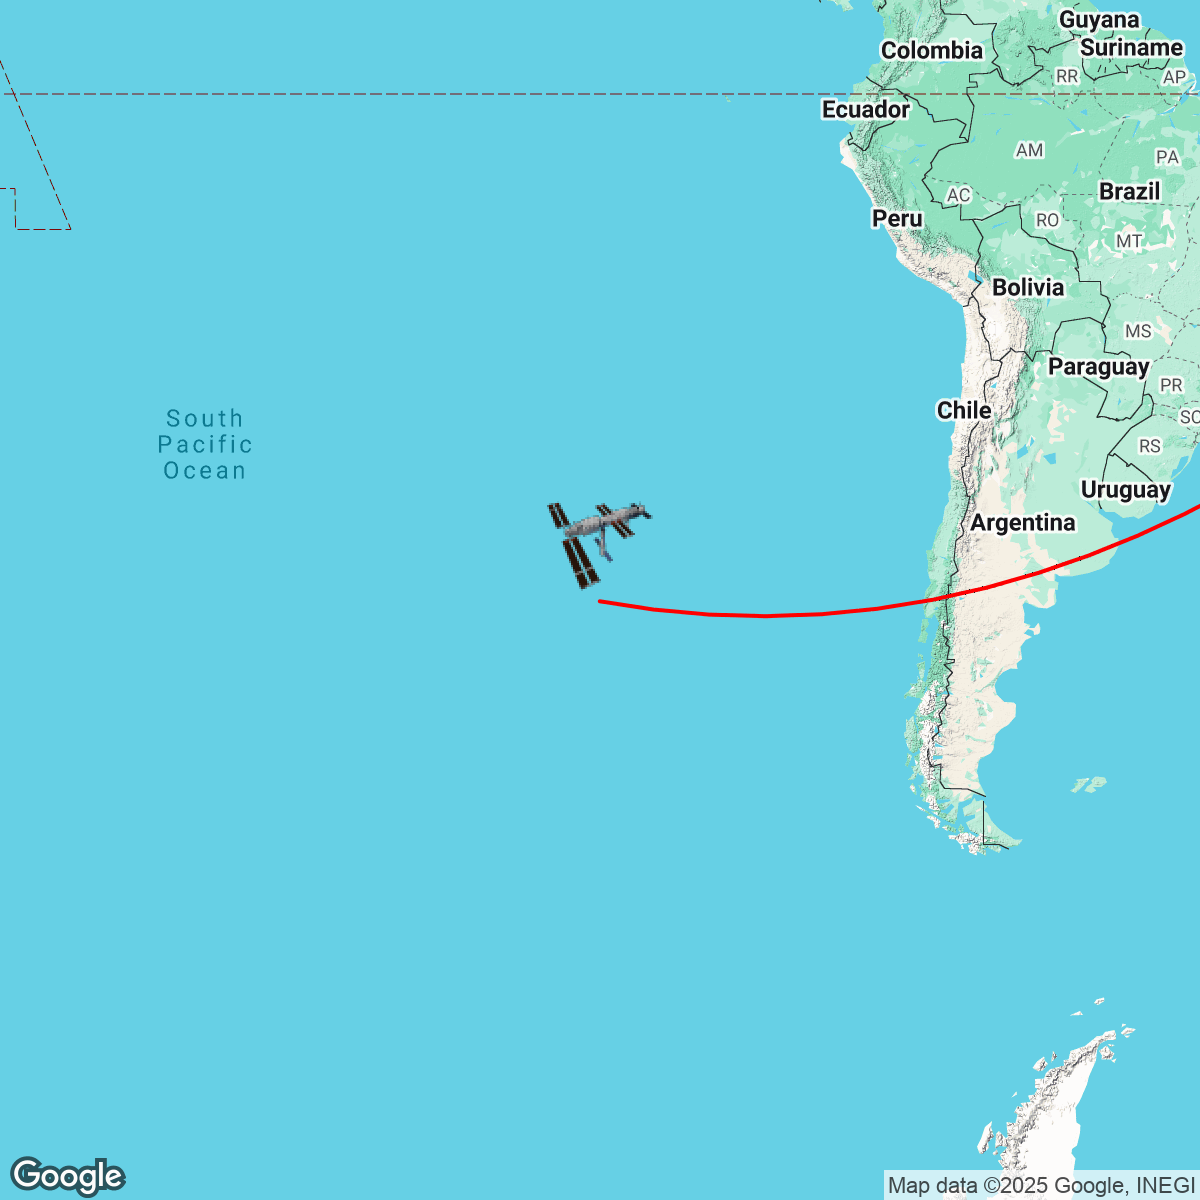 Guyana
Colombia
Suriname
RR
AP
Ecuador
AM
PA
Brazil
AC
Peru
RO
MT
Bolivia
MS
Paraguay
PR
Chile
SC
South
Pacific
Ocean
RS
Uruguay
Argentina
Google
Map data ©2025 Google, INEGI